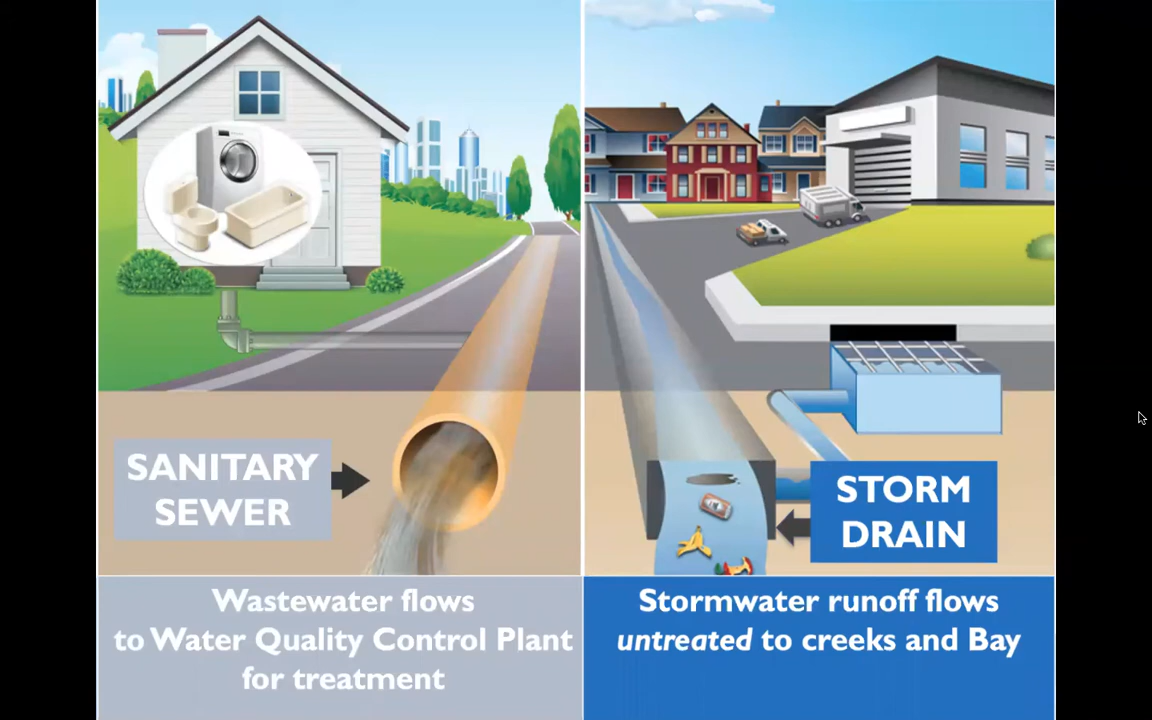 SANITARY
SEWER
Wastewater flows
to Water Quality Control Plant
for treatment
STORM
DRAIN
Stormwater runoff flows
untreated to creeks and Bay